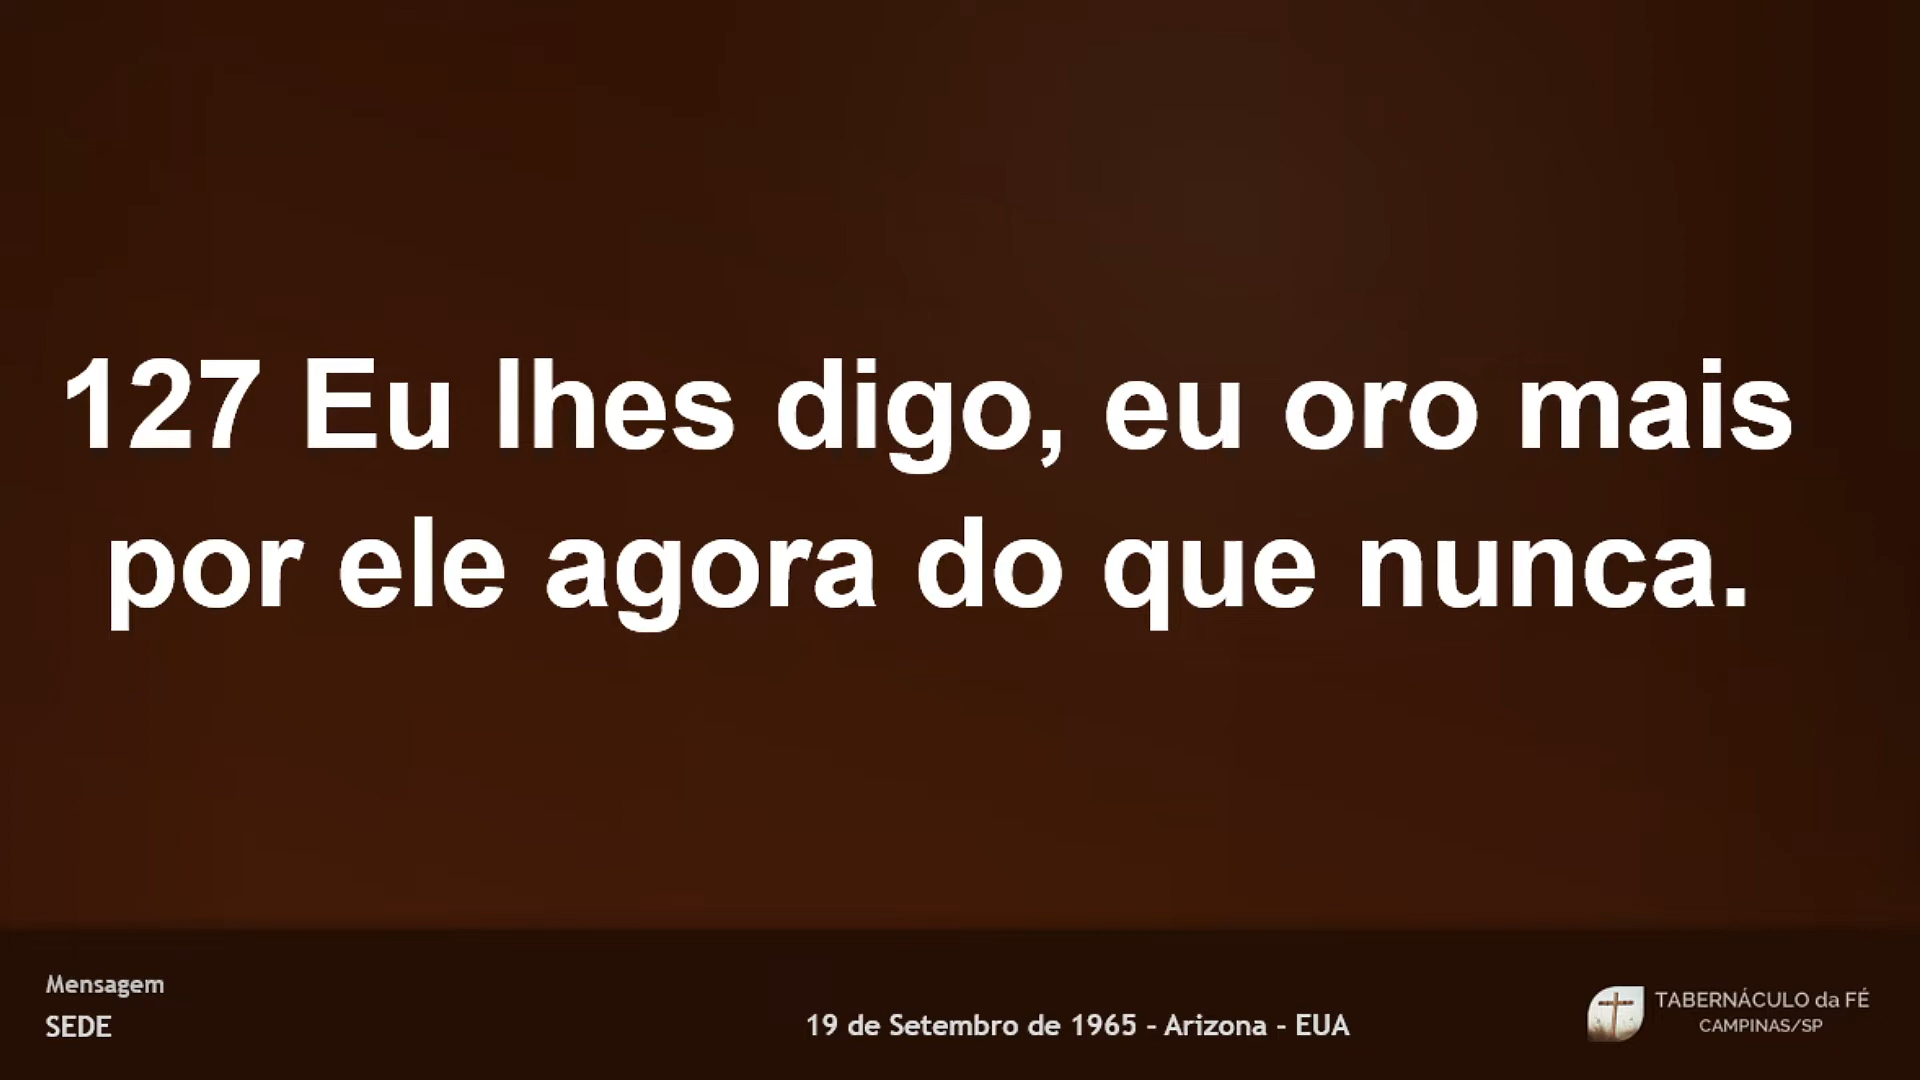 127 Eu lhes digo, eu oro mais
por ele agora do que nunca.
Mensagem
SEDE
19 de Setembro de 1965 - Arizona - EUA
TABERNÁCULO da FÉ
CAMPINAS/SP